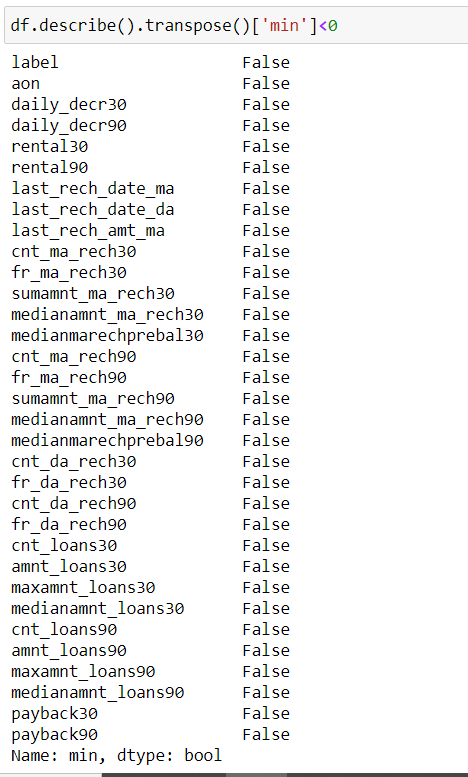 df.describe().transpose()['min']<0
label False
aon False
daily_decr30 False
daily_decr90 False
rental30 False
rental90 False
last_rech_date_ma False
last_rech_date_da False
last_rech_amt_ma False
cnt_ma_rech30 False
fr_ma_rech30 False
sumamnt_ma_rech30 False
medianamnt_ma_rech30 False
medianmarechprebal30 False
cnt_ma_rech90 False
fr_ma_rech90 False
sumamnt_ma_rech90 False
medianamnt_ma_rech90 False
medianmarechprebal90 False
cnt_da_rech30 False
fr_da_rech30 False
cnt_da_rech90 False
fr_da_rech90 False
cnt_loans30 False
amnt_loans30 False
maxamnt_loans30 False
medianamnt_loans30 False
cnt_loans90 False
amnt_loans90 False
maxamnt_loans90 False
medianamnt_loans90 False
payback30 False
payback90 False
Name: min, dtype: bool